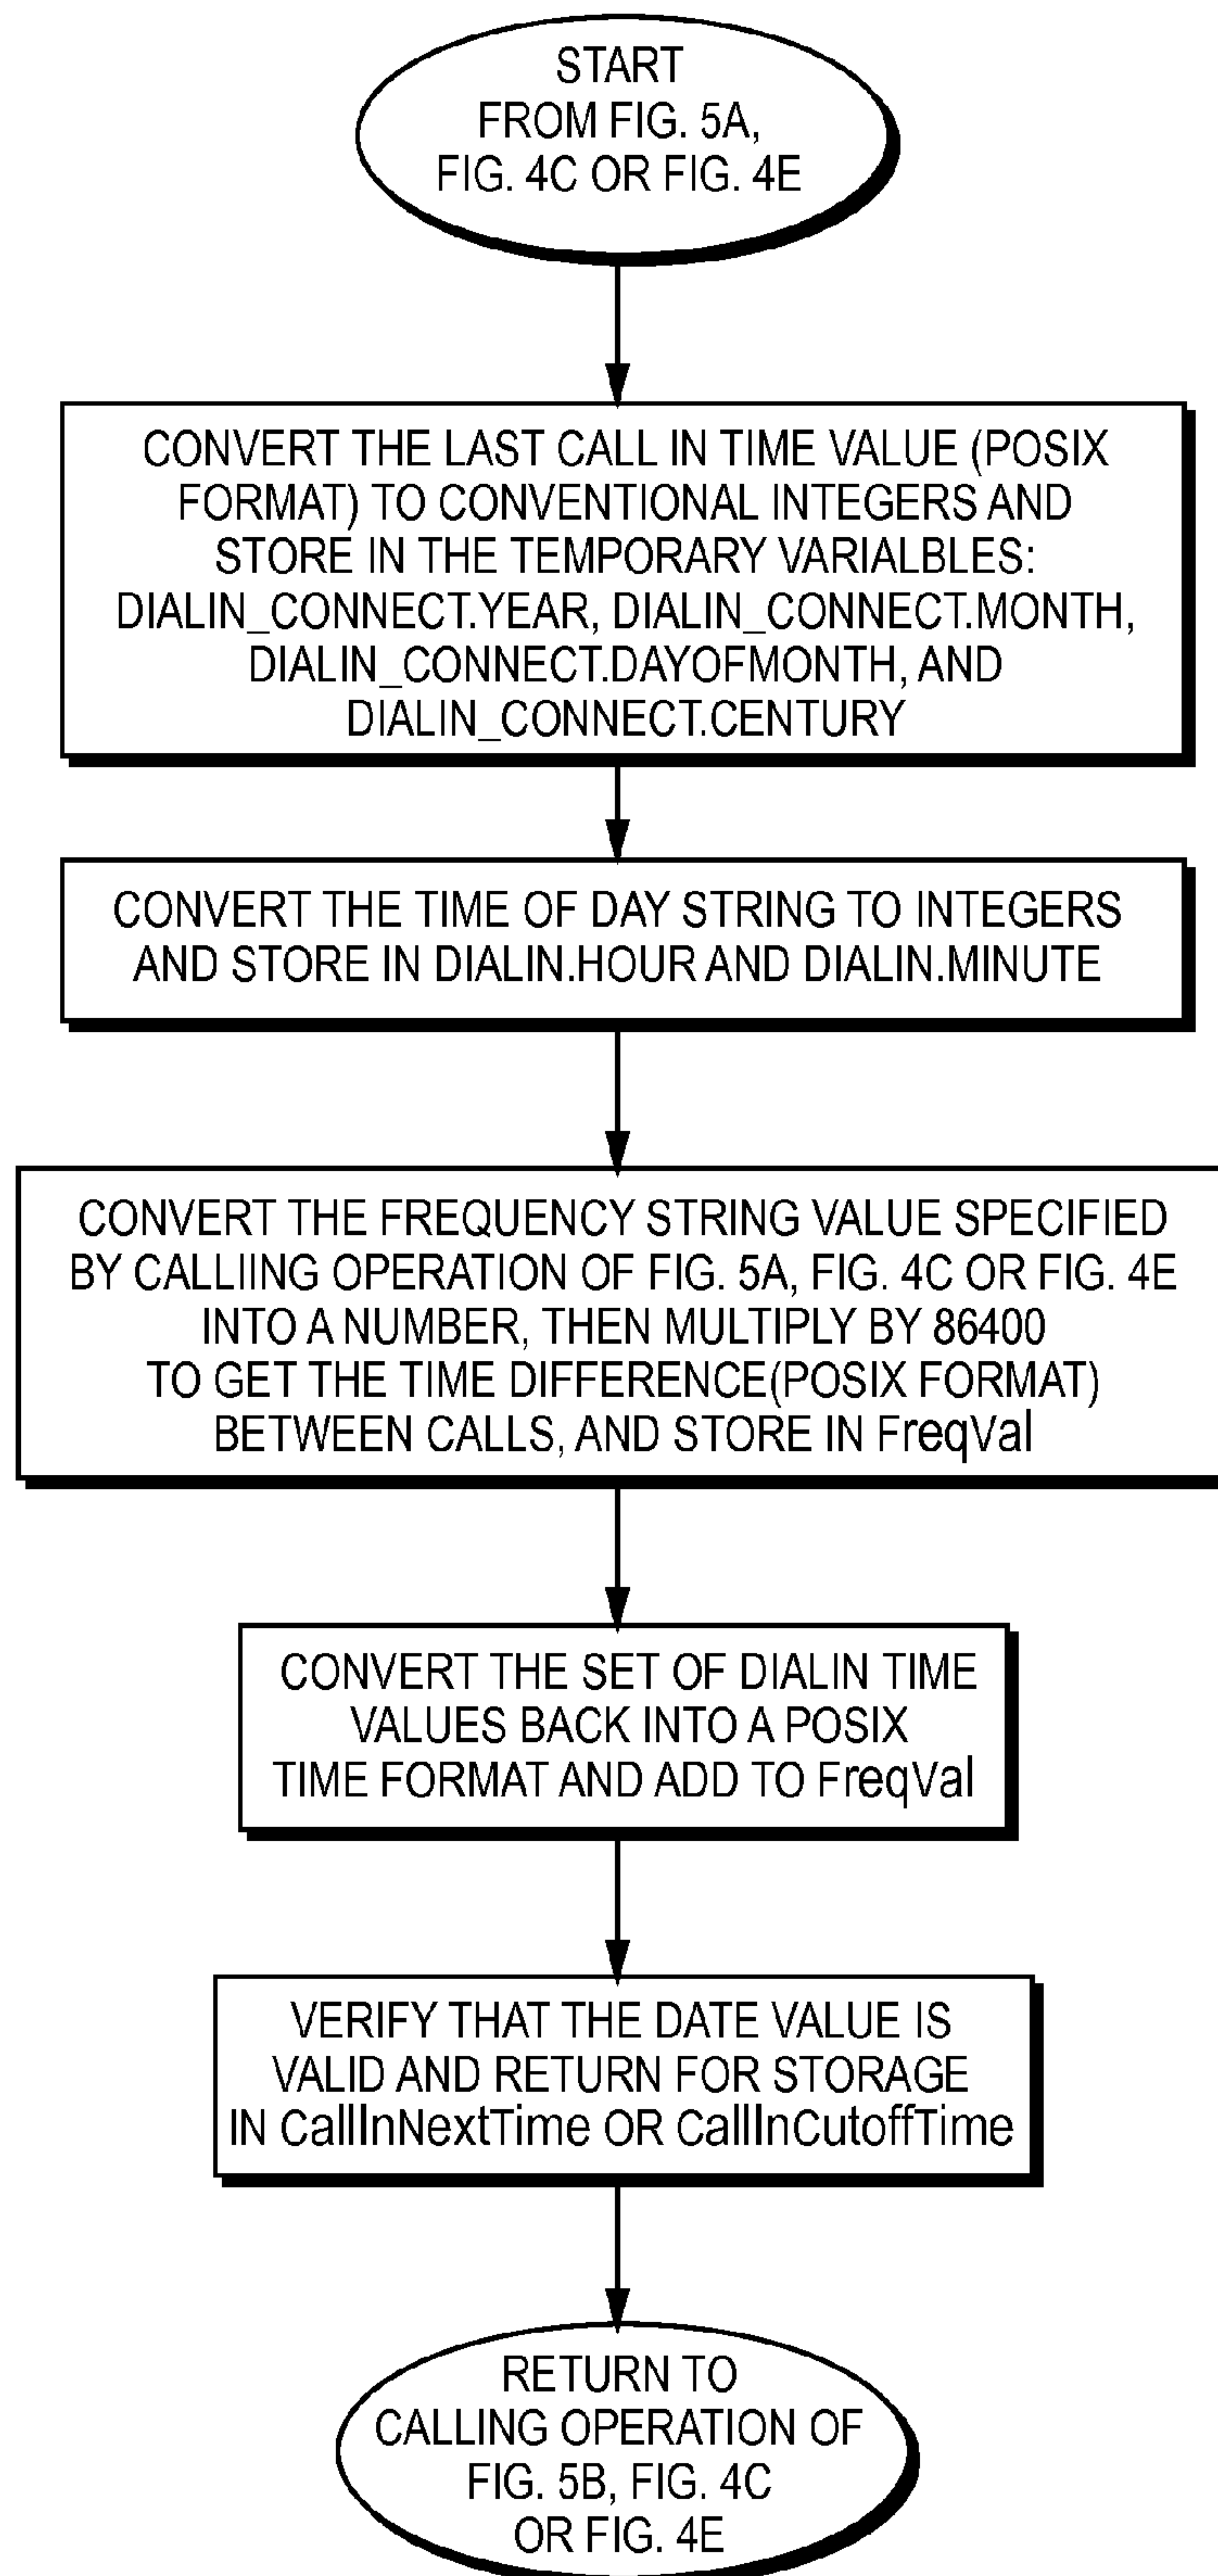 START
FROM FIG. 5A,
FIG. 4C OR FIG. 4E
CONVERT THE LAST CALL IN TIME VALUE (POSIX
FORMAT) TO CONVENTIONAL INTEGERS AND
STORE IN THE TEMPORARY VARIALBLES:
DIALIN_CONNECT.YEAR, DIALIN_CONNECT.MONTH,
DIALIN_CONNECT.DAYOFMONTH, AND
DIALIN_CONNECT.CENTURY
CONVERT THE TIME OF DAY STRING TO INTEGERS
AND STORE IN DIALIN.HOUR AND DIALIN.MINUTE
CONVERT THE FREQUENCY STRING VALUE SPECIFIED
BY CALLIING OPERATION OF FIG. 5A, FIG. 4C OR FIG. 4E
INTO A NUMBER, THEN MULTIPLY BY 86400
TO GET THE TIME DIFFERENCE(POSIX FORMAT)
BETWEEN CALLS, AND STORE IN FreqVal
CONVERT THE SET OF DIALIN TIME
VALUES BACK INTO A POSIX
TIME FORMAT AND ADD TO FreqVal
VERIFY THAT THE DATE VALUE IS
VALID AND RETURN FOR STORAGE
IN CallInNextTime OR CallInCutoffTime
RETURN TO
CALLING OPERATION OF
FIG. 5B, FIG. 4C
OR FIG. 4E